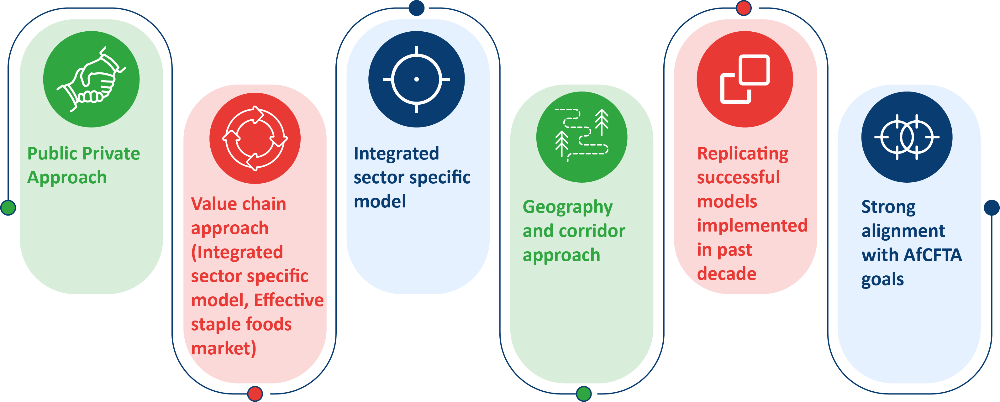 Public Private
Approach
Value chain
approach
(Integrated
sector specific
model, Effective
staple foods
market)
Integrated
sector specific
model
Geography
and corridor
approach
Replicating
successful
models
implemented
in past
decade
Strong
alignment
with AfCFTA
goals